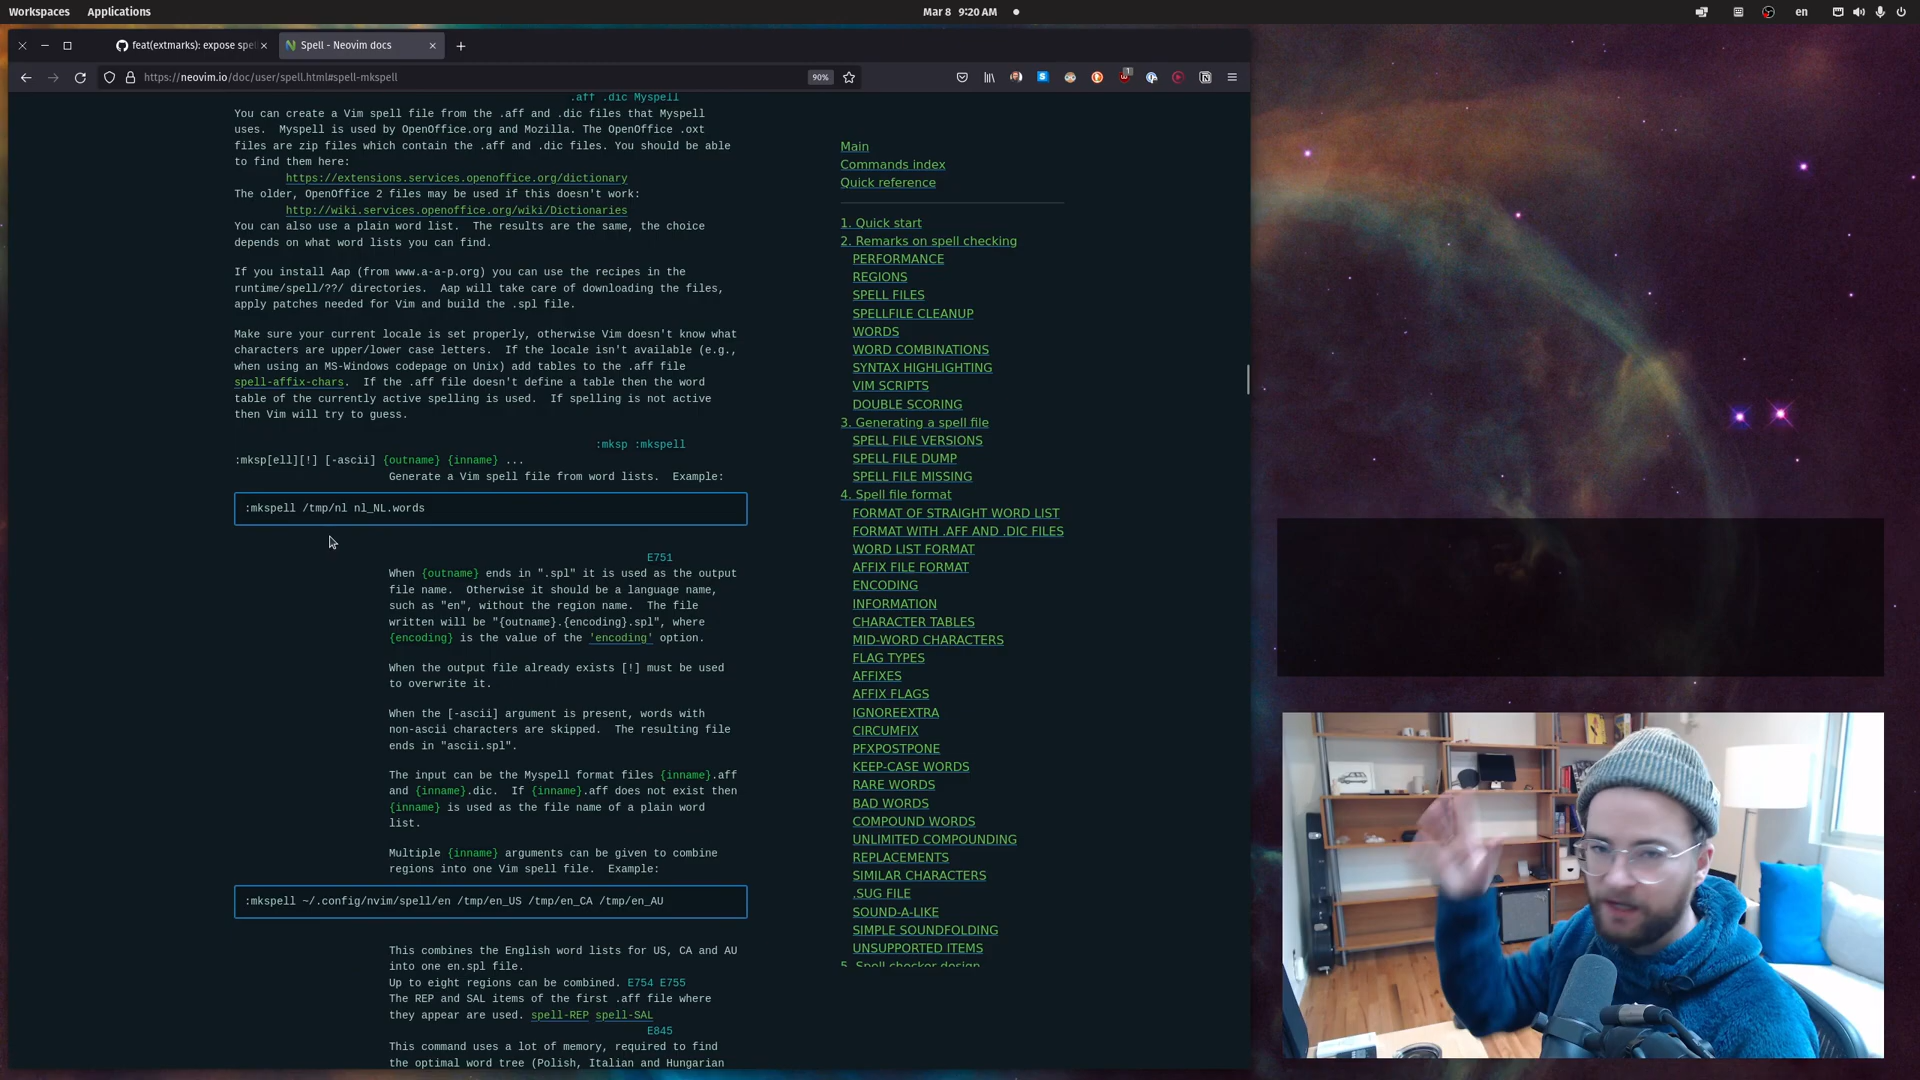 Workspaces Applications Mar 8 9:20 AM en
feat(extmarks): expose spel Spell - Neovim docs
https://neovim.io/doc/user/spell.html#spell-mkspell 90%
.aff .dic Myspell
You can create a Vim spell file from the .aff and .dic files that Myspell
uses. Myspell is used by OpenOffice.org and Mozilla. The OpenOffice .oxt
files are zip files which contain the .aff and .dic files. You should be able
to find them here:
https://extensions.services.openoffice.org/dictionary
The older, OpenOffice 2 files may be used if this doesn't work:
http://wiki.services.openoffice.org/wiki/Dictionaries
You can also use a plain word list. The results are the same, the choice
depends on what word lists you can find.
If you install Aap (from www.a-a-p.org) you can use the recipes in the
runtime/spell/??/ directories. Aap will take care of downloading the files,
apply patches needed for Vim and build the .spl file.
Make sure your current locale is set properly, otherwise Vim doesn't know what
characters are upper/lower case letters. If the locale isn't available (e.g.,
when using an MS-Windows codepage on Unix) add tables to the .aff file
spell-affix-chars. If the .aff file doesn't define a table then the word
table of the currently active spelling is used. If spelling is not active
then Vim will try to guess.
:mksp :mkspell
:mksp[ell][!] [-ascii] {outname} {inname} ...
Generate a Vim spell file from word lists. Example:
:mkspell /tmp/nl nl_NL.words
E751
When {outname} ends in ".spl" it is used as the output
file name. Otherwise it should be a language name,
such as "en", without the region name. The file
written will be "{outname}.{encoding}.spl", where
{encoding} is the value of the 'encoding' option.
When the output file already exists [!] must be used
to overwrite it.
When the [-ascii] argument is present, words with
non-ascii characters are skipped. The resulting file
ends in "ascii.spl".
The input can be the Myspell format files {inname}.aff
and {inname}.dic. If {inname}.aff does not exist then
{inname} is used as the file name of a plain word
list.
Multiple {inname} arguments can be given to combine
regions into one Vim spell file. Example:
:mkspell ~/.config/nvim/spell/en /tmp/en_US /tmp/en_CA /tmp/en_AU
This combines the English word lists for US, CA and AU
into one en.spl file.
Up to eight regions can be combined. E754 E755
The REP and SAL items of the first .aff file where
they appear are used. spell-REP spell-SAL
E845
This command uses a lot of memory, required to find
the optimal word tree (Polish, Italian and Hungarian
Main
Commands index
Quick reference
1. Quick start
2. Remarks on spell checking
PERFORMANCE
REGIONS
SPELL FILES
SPELLFILE CLEANUP
WORDS
WORD COMBINATIONS
SYNTAX HIGHLIGHTING
VIM SCRIPTS
DOUBLE SCORING
3. Generating a spell file
SPELL FILE VERSIONS
SPELL FILE DUMP
SPELL FILE MISSING
4. Spell file format
FORMAT OF STRAIGHT WORD LIST
FORMAT WITH .AFF AND .DIC FILES
WORD LIST FORMAT
AFFIX FILE FORMAT
ENCODING
INFORMATION
CHARACTER TABLES
MID-WORD CHARACTERS
FLAG TYPES
AFFIXES
AFFIX FLAGS
IGNOREEXTRA
CIRCUMFIX
PFXPOSTPONE
KEEP-CASE WORDS
RARE WORDS
BAD WORDS
COMPOUND WORDS
UNLIMITED COMPOUNDING
REPLACEMENTS
SIMILAR CHARACTERS
.SUG FILE
SOUND-A-LIKE
SIMPLE SOUNDFOLDING
UNSUPPORTED ITEMS
5. Spell checker design